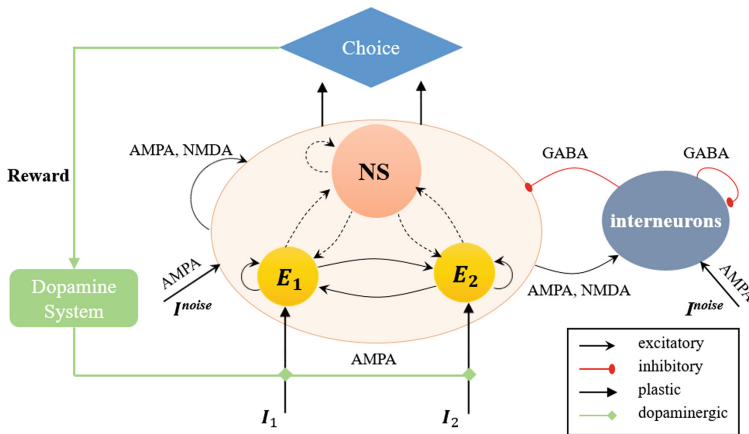 Choice
AMPA, NMDA
NS
GABA
GABA
Reward
interneurons
E₁
E₂
AMPA
I^noise
Dopamine
System
AMPA, NMDA
AMPA
I^noise
AMPA
I₁
I₂
excitatory
inhibitory
plastic
dopaminergic